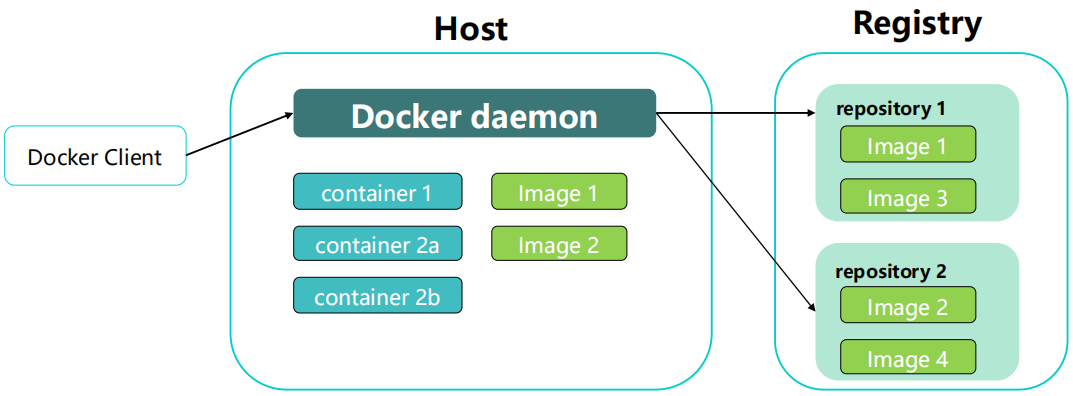 Host
Registry
Docker Client
Docker daemon
container 1
Image 1
container 2a
Image 2
container 2b
repository 1
Image 1
Image 3
repository 2
Image 2
Image 4